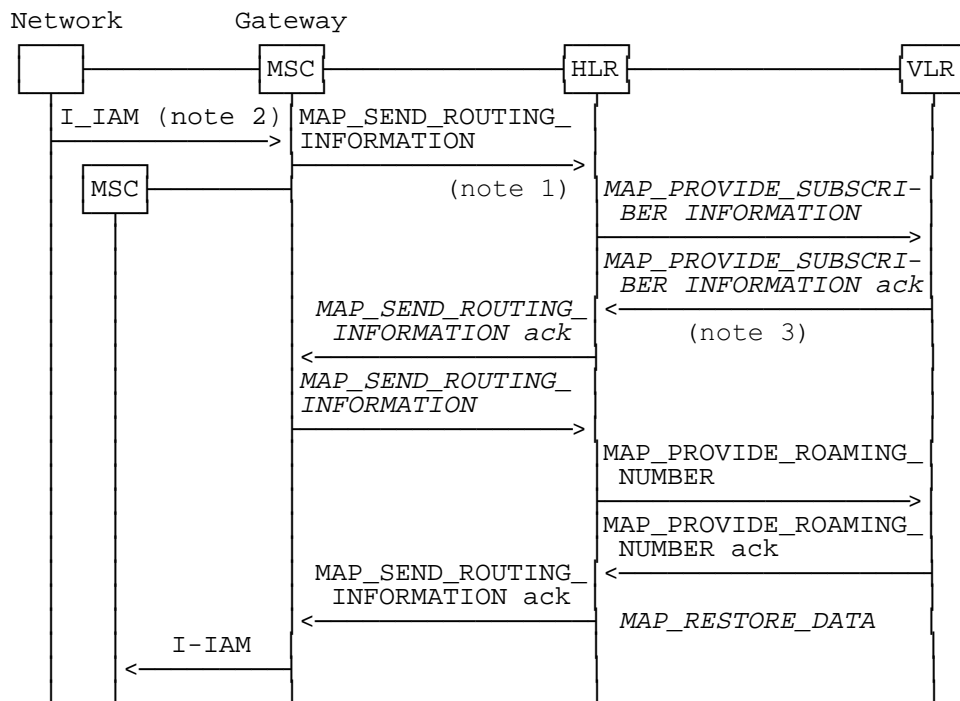 Network Gateway
MSC HLR VLR
I_IAM (note 2) MAP_SEND_ROUTING_
INFORMATION
MSC (note 1) MAP_PROVIDE_SUBSCRI-
BER INFORMATION
MAP_PROVIDE_SUBSCRI-
BER INFORMATION ack
MAP_SEND_ROUTING_
INFORMATION ack (note 3)
MAP_SEND_ROUTING_
INFORMATION
MAP_PROVIDE_ROAMING_
NUMBER
MAP_PROVIDE_ROAMING_
NUMBER ack
MAP_SEND_ROUTING_
INFORMATION ack
MAP_RESTORE_DATA
I-IAM